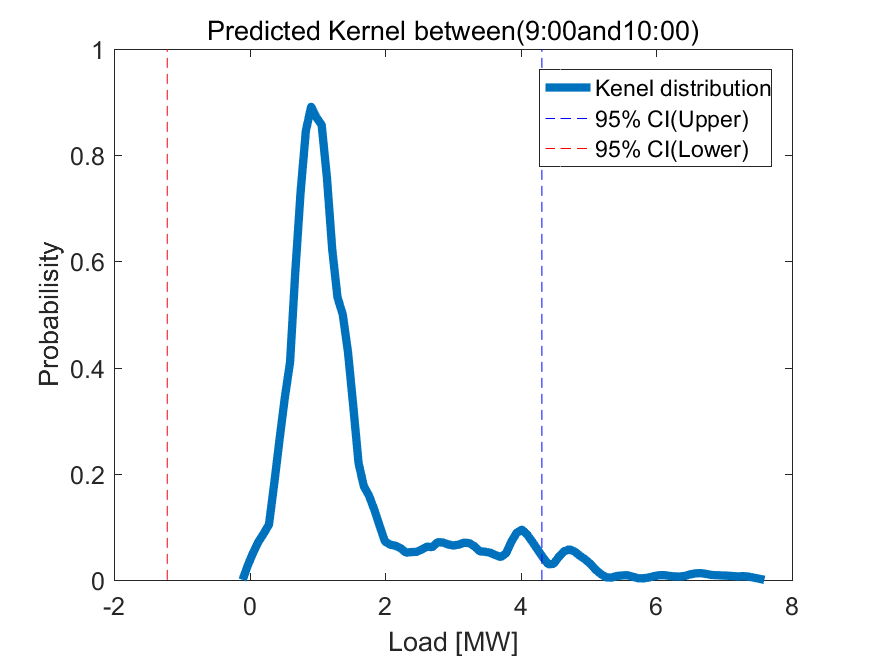 Predicted Kernel between(9:00and10:00)
1
0.8
0.6
0.4
0.2
0
Probabilisity
Kenel distribution
95% CI(Upper)
95% CI(Lower)
-2 0 2 4 6 8
Load [MW]